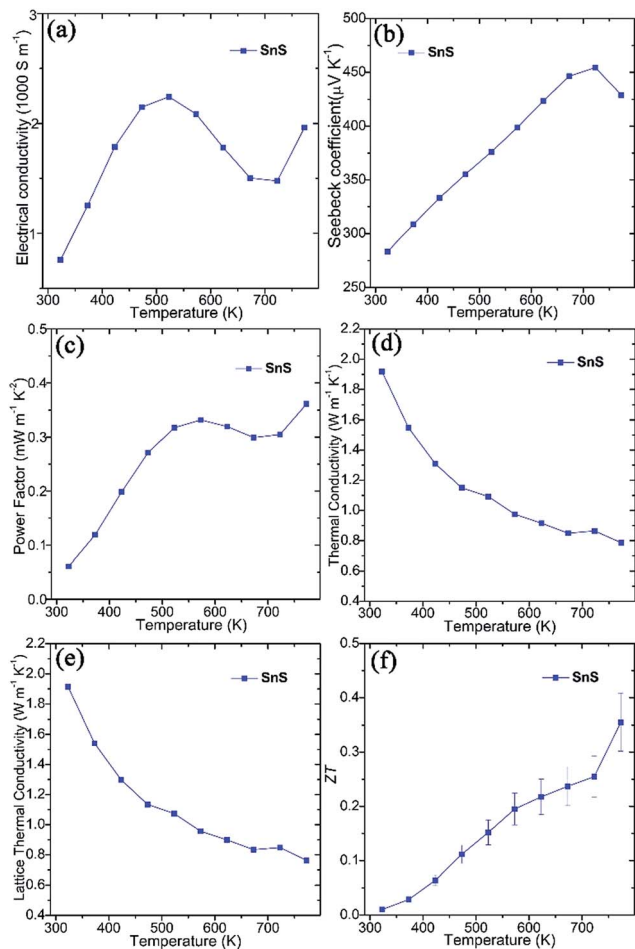 (a)
SnS
3
2
1
Electrical conductivity (1000 S m⁻¹)
300 400 500 600 700
Temperature (K)
(b)
SnS
450
400
350
300
250
Seebeck coefficient(μV K⁻¹)
300 400 500 600 700
Temperature (K)
(c)
SnS
0.5
0.4
0.3
0.2
0.1
0.0
Power Factor (mW m⁻¹ K⁻²)
300 400 500 600 700
Temperature (K)
(d)
SnS
2.2
2.0
1.8
1.6
1.4
1.2
1.0
0.8
0.6
0.4
Thermal Conductivity (W m⁻¹ K⁻¹)
300 400 500 600 700
Temperature (K)
(e)
SnS
2.2
2.0
1.8
1.6
1.4
1.2
1.0
0.8
0.6
0.4
Lattice Thermal Conductivity (W m⁻¹ K⁻¹)
300 400 500 600 700
Temperature (K)
(f)
SnS
0.5
0.4
0.3
0.2
0.1
0.0
ZT
300 400 500 600 700
Temperature (K)